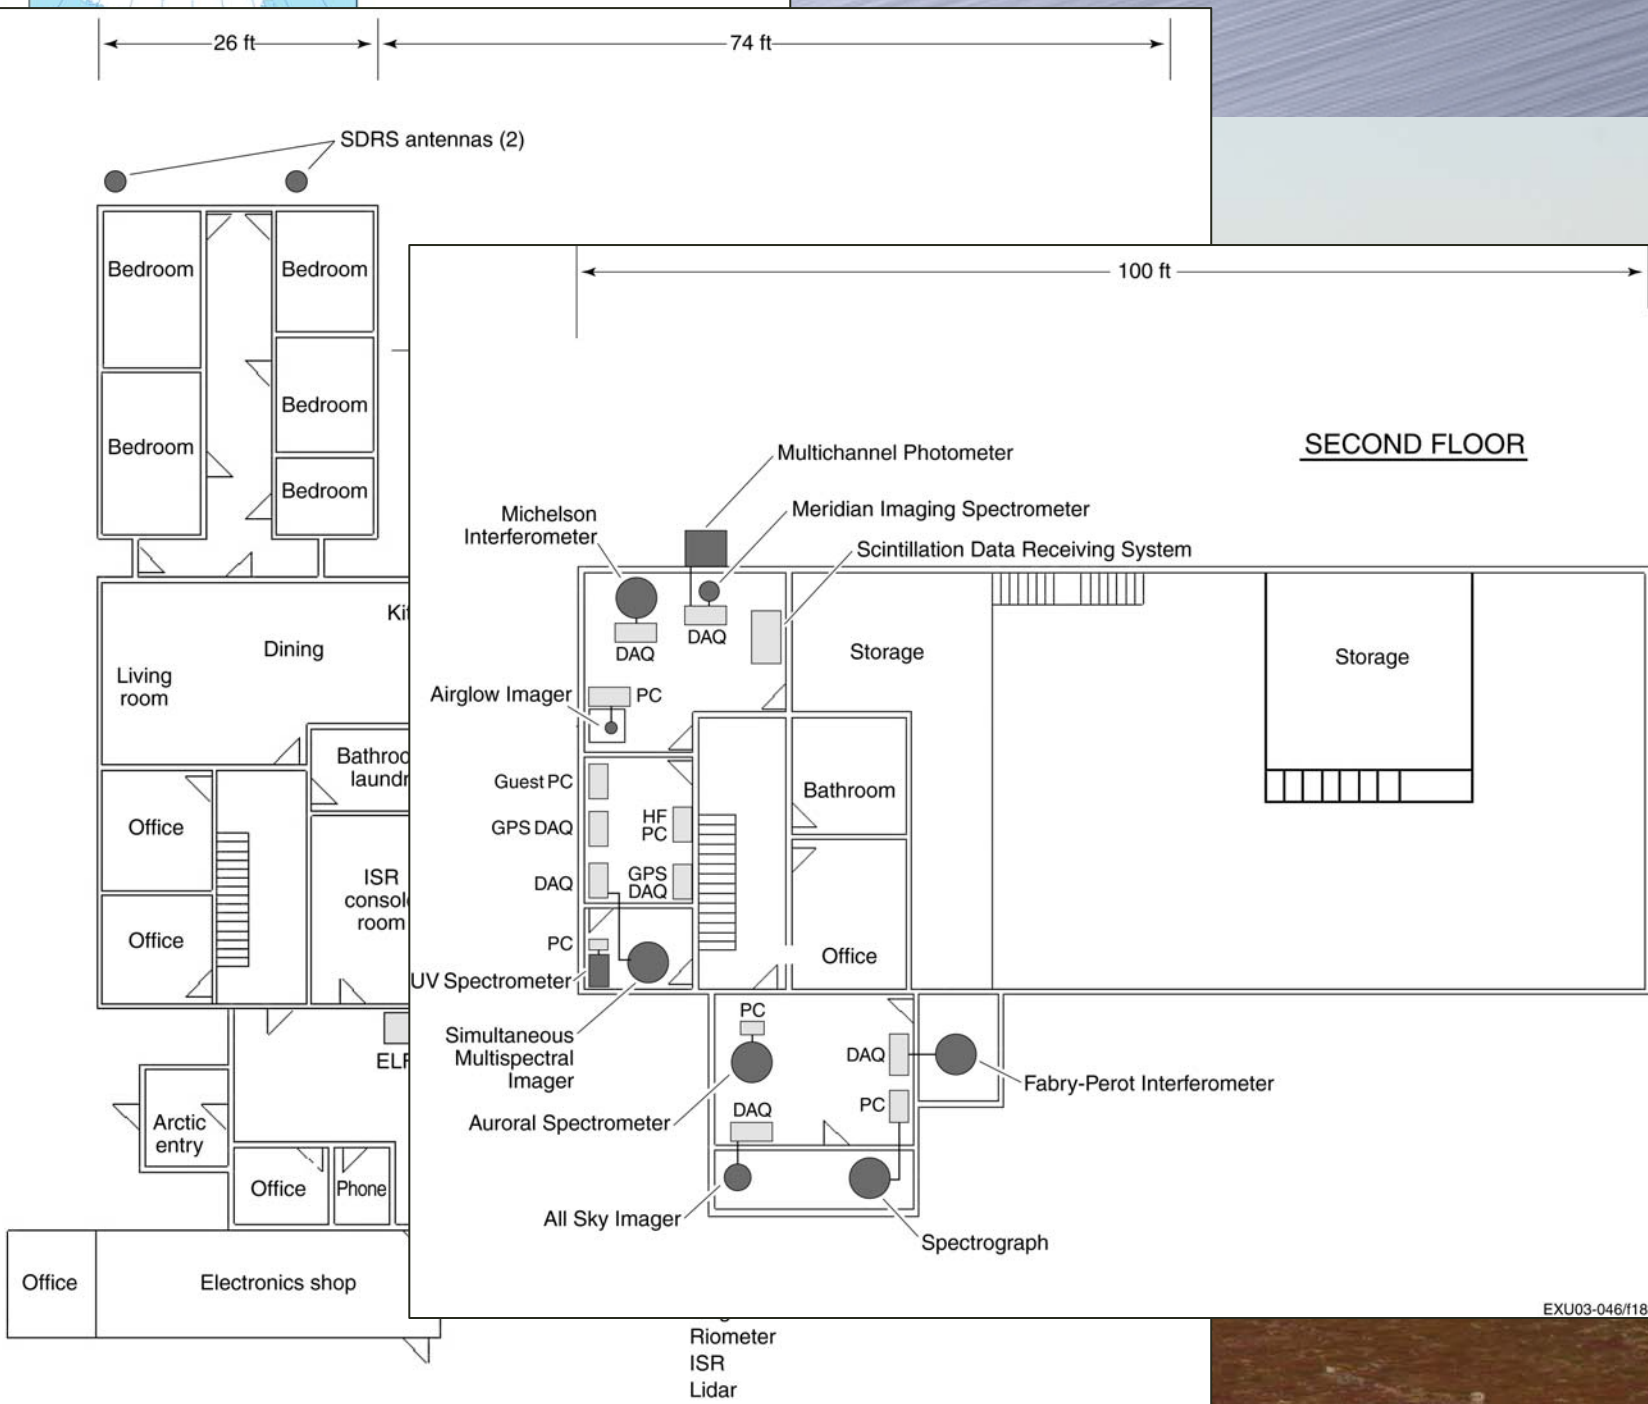 26 ft
74 ft
SDRS antennas (2)
Bedroom
Bedroom
Bedroom
Bedroom
Bedroom
Dining
Living
room
Office
Office
ISR
room
Arctic
entry
Office
Phone
Office
Electronics shop
Riometer
ISR
Lidar
100 ft
SECOND FLOOR
Multichannel Photometer
Meridian Imaging Spectrometer
Scintillation Data Receiving System
Michelson
Interferometer
DAQ
DAQ
Storage
Storage
Airglow Imager
PC
Guest PC
GPS DAQ
HF
PC
DAQ
GPS
DAQ
Bathroom
Office
PC
UV Spectrometer
Simultaneous
Multispectral
Imager
PC
DAQ
Fabry-Perot Interferometer
PC
Auroral Spectrometer
DAQ
All Sky Imager
Spectrograph
EXU03-046/f18